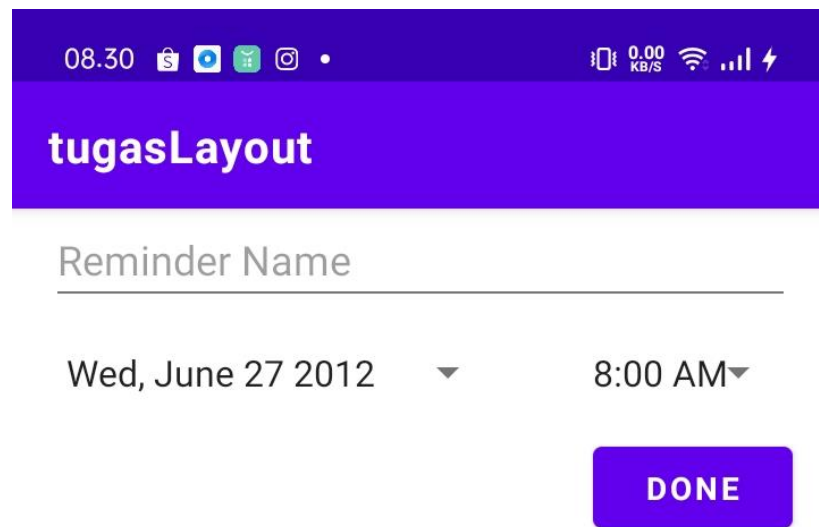 08.30 0.00
KB/S
tugasLayout
Reminder Name
Wed, June 27 2012 8:00 AM
DONE